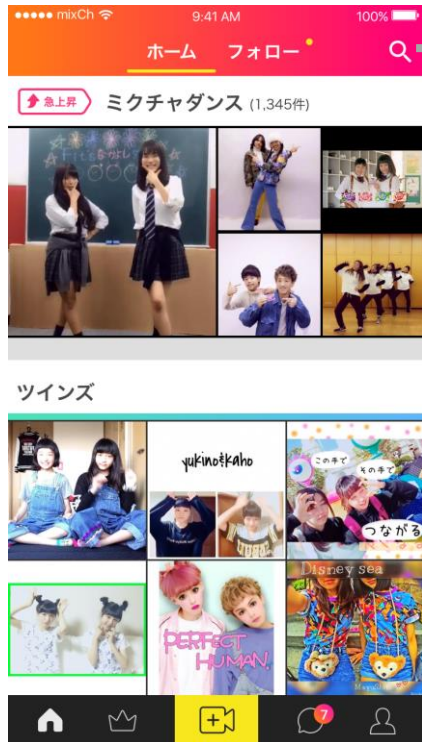 mixCh
9:41 AM
100%
ホーム
フォロー
急上昇
ミクチャダンス (1,345件)
ツインズ
yukino&kaho
この手で
その手で
つながる
PERFECT
HUMAN
Disney sea
7